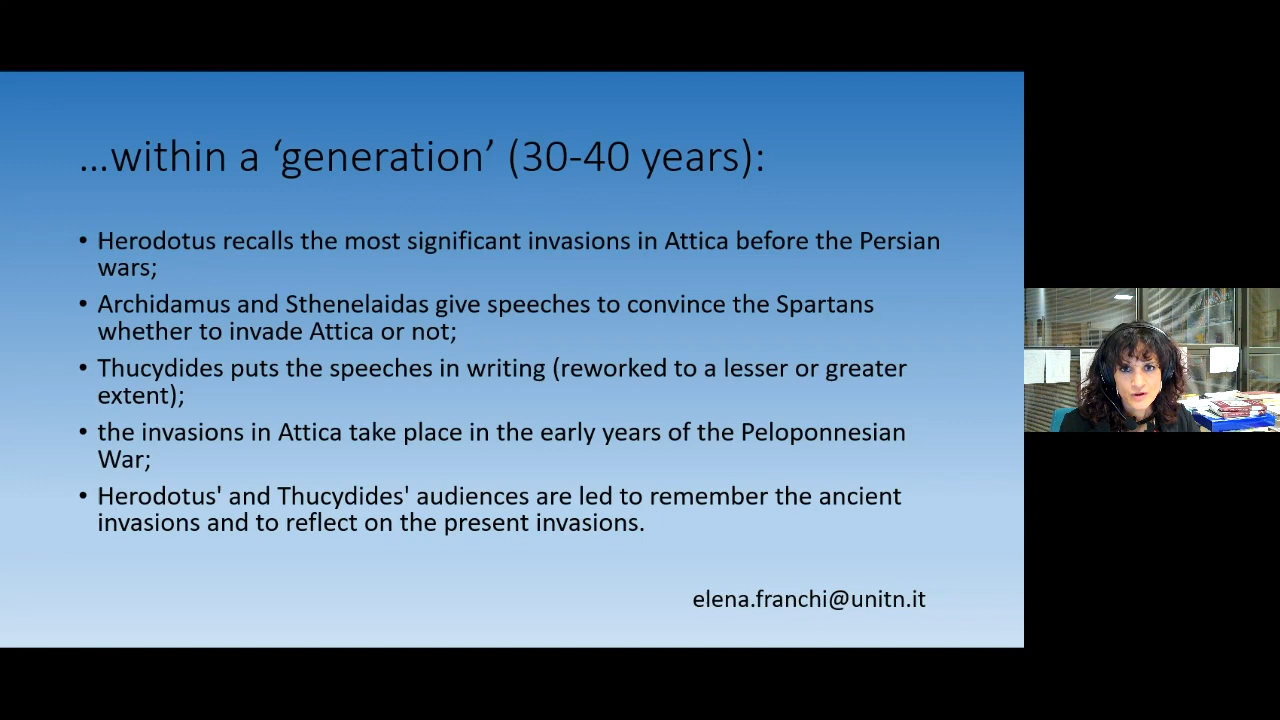 …within a ‘generation’ (30-40 years):
• Herodotus recalls the most significant invasions in Attica before the Persian
wars;
• Archidamus and Sthenelaidas give speeches to convince the Spartans
whether to invade Attica or not;
• Thucydides puts the speeches in writing (reworked to a lesser or greater
extent);
• the invasions in Attica take place in the early years of the Peloponnesian
War;
• Herodotus' and Thucydides' audiences are led to remember the ancient
invasions and to reflect on the present invasions.
elena.franchi@unitn.it